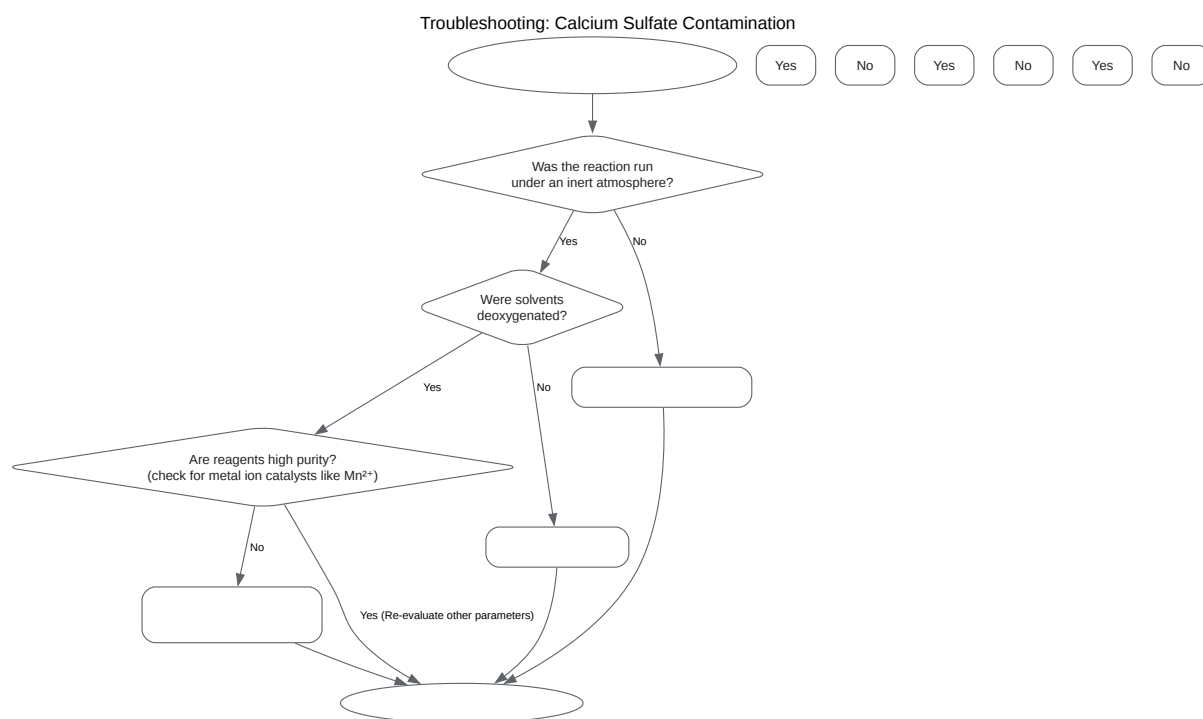 Troubleshooting: Calcium Sulfate Contamination
Yes
No
Yes
No
Yes
No
Was the reaction run
under an inert atmosphere?
Yes
No
Were solvents
deoxygenated?
Yes
No
Are reagents high purity?
(check for metal ion catalysts like Mn²⁺)
No
Yes (Re-evaluate other parameters)